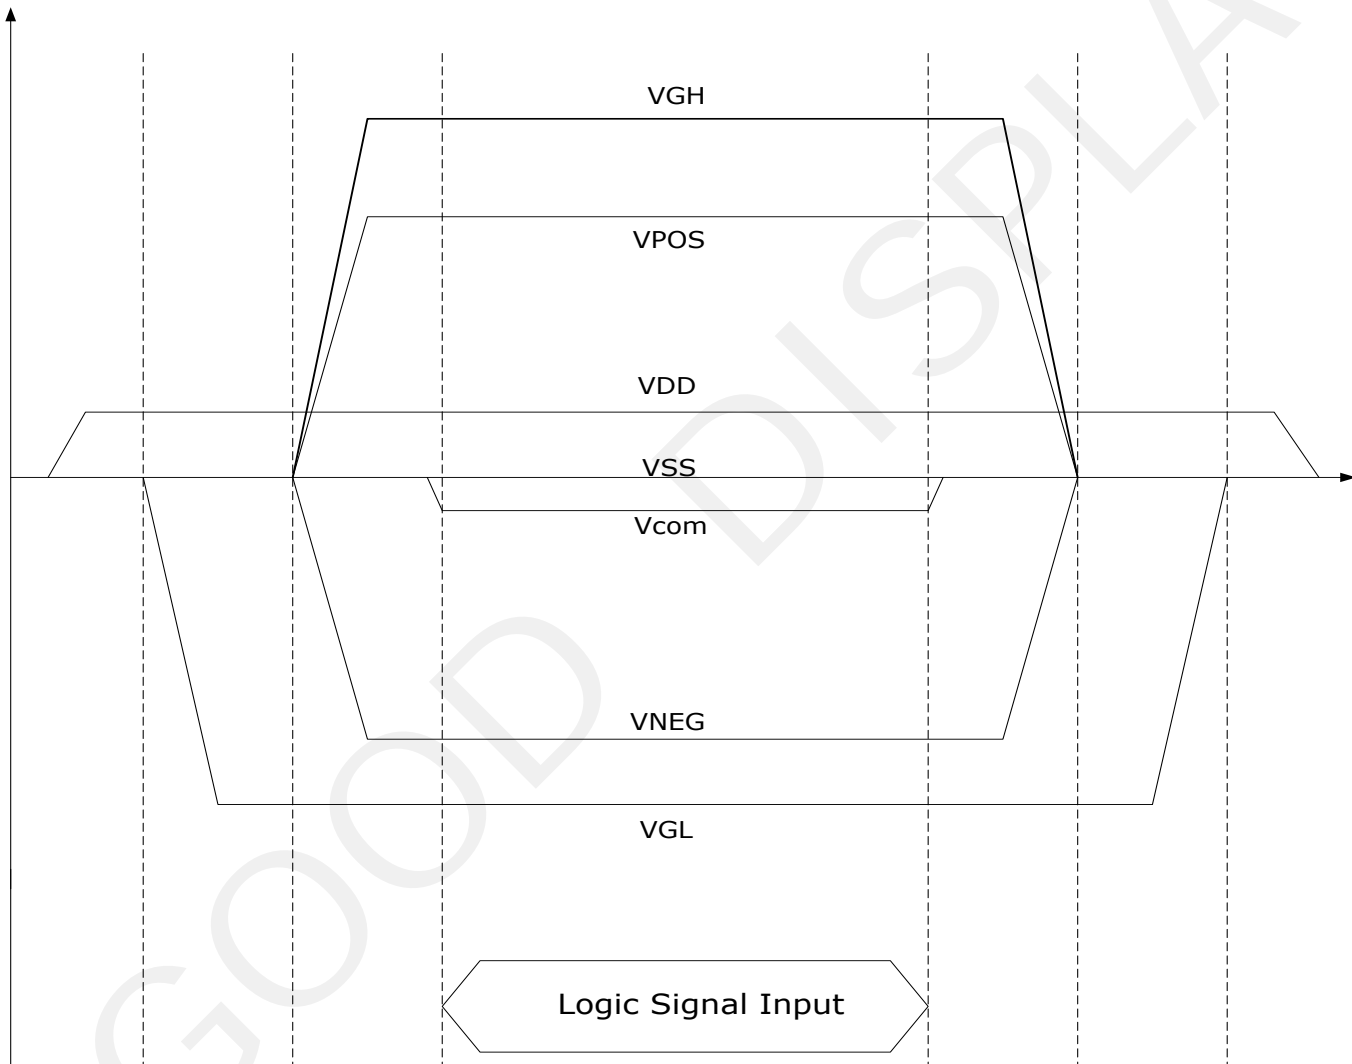 VGH
VPOS
VDD
VSS
Vcom
VNEG
VGL
Logic Signal Input
GOOD DISPLA